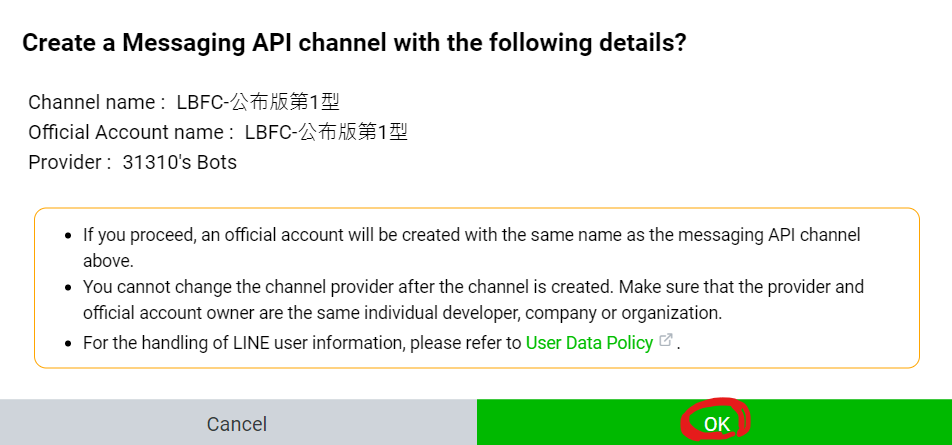 Create a Messaging API channel with the following details?
Channel name : LBFC-公布版第1型
Official Account name : LBFC-公布版第1型
Provider : 31310's Bots
• If you proceed, an official account will be created with the same name as the messaging API channel
above.
• You cannot change the channel provider after the channel is created. Make sure that the provider and
official account owner are the same individual developer, company or organization.
• For the handling of LINE user information, please refer to User Data Policy .
Cancel
OK